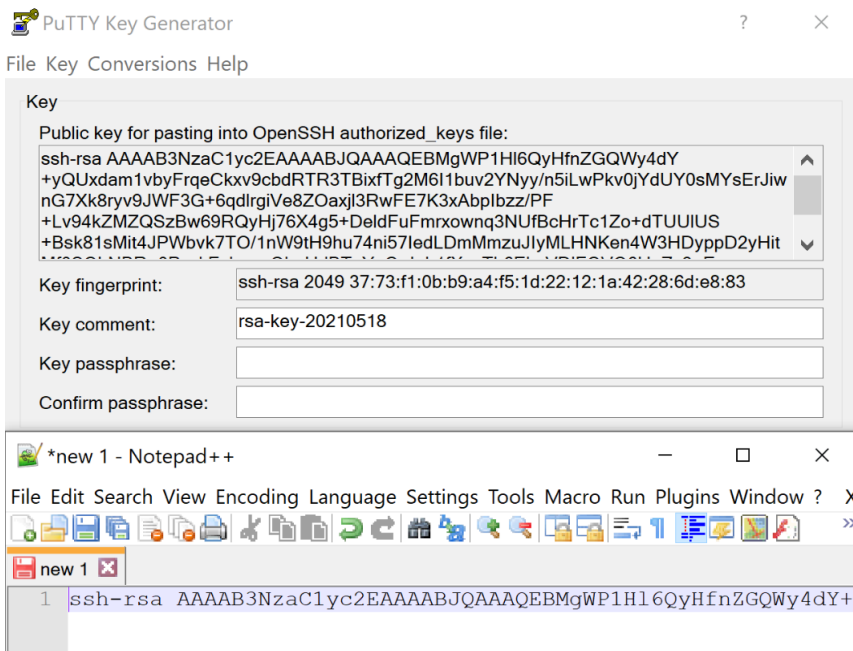 PuTTY Key Generator ?
File Key Conversions Help
Key
Public key for pasting into OpenSSH authorized_keys file:
ssh-rsa AAAAB3NzaC1yc2EAAAABJQAAAQEBMgWP1Hl6QyHfnZGQWy4dY
+yQUxdam1vbyFrqeCkxv9cbdRTR3TBixfTg2M6I1buv2YNyy/n5iLwPkv0jYdUY0sMYsErJiw
nG7Xk8ryv9JWF3G+6qdlrgiVe8ZOaxjl3RwFE7K3xAbpIbzz/PF
+Lv94kZMZQSzBw69RQyHj76X4g5+DeldFuFmrxownq3NUfBcHrTc1Zo+dTUUlUS
+Bsk81sMit4JPWbvk7TO/1nW9tH9hu74ni57IedLDmMmzuJIyMLHNKen4W3HDyppD2yHit
Key fingerprint: ssh-rsa 2049 37:73:f1:0b:b9:a4:f5:1d:22:12:1a:42:28:6d:e8:83
Key comment: rsa-key-20210518
Key passphrase:
Confirm passphrase:
*new 1 - Notepad++
File Edit Search View Encoding Language Settings Tools Macro Run Plugins Window ? X
new 1
1 ssh-rsa AAAAB3NzaC1yc2EAAAABJQAAAQEBMgWP1Hl6QyHfnZGQWy4dY+